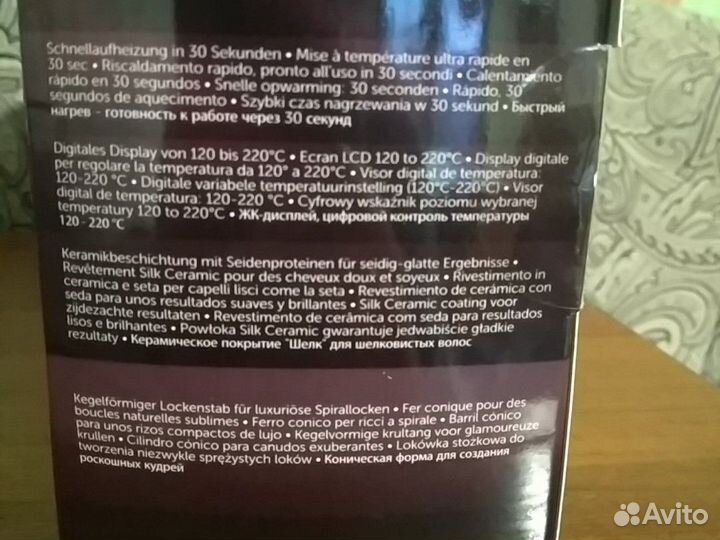 Schnellaufheizung in 30 Sekunden • Mise à température ultra rapide en
30 sec • Riscaldamento rapido, pronto all'uso in 30 secondi • Calentamento
rápido en 30 segundos • Snelle opwarming: 30 seconden • Rápido, 30
segundos de aquecimento • Szybki czas nagrzewania w 30 sekund • Быстрый
нагрев - готовность к работе через 30 секунд
Digitales Display von 120 bis 220°C • Ecran LCD 120 to 220°C • Display digitale
per regolare la temperatura da 120° a 220°C • Visor digital de temperatura:
120-220 °C • Digitale variabele temperatuurinstelling (120°C-220°C) • Visor
digital de temperatura: 120-220 °C • Cyfrowy wskaźnik poziomu wybranej
temperatury 120 to 220°C • ЖК-дисплей, цифровой контроль температуры
120-220 °C
Keramikbeschichtung mit Seidenproteinen für seidig-glatte Ergebnisse •
Revêtement Silk Ceramic pour des cheveux doux et soyeux • Rivestimento in
ceramica e seta per capelli lisci come la seta • Revestimiento de cerámica con
seda para unos resultados suaves y brillantes • Silk Ceramic coating voor
zijdezachte resultaten • Revestimento de cerâmica com seda para resultados
lisos e brilhantes • Powłoka Silk Ceramic gwarantuje jedwabiście gładkie
rezultaty • Керамическое покрытие "Шелк" для шелковистых волос
Kegelförmiger Lockenstab für luxuriöse Spirallocken • Fer conique pour des
boucles naturelles sublimes • Ferro conico per ricci a spirale • Barril cónico
para unos rizos compactos de lujo • Kegelvormige krultang voor glamoureuze
krullen • Cilindro cónico para canudos exuberantes • Lokówka stożkowa do
tworzenia niezwykle sprężystych loków • Коническая форма для создания
роскошных кудрей
Avito